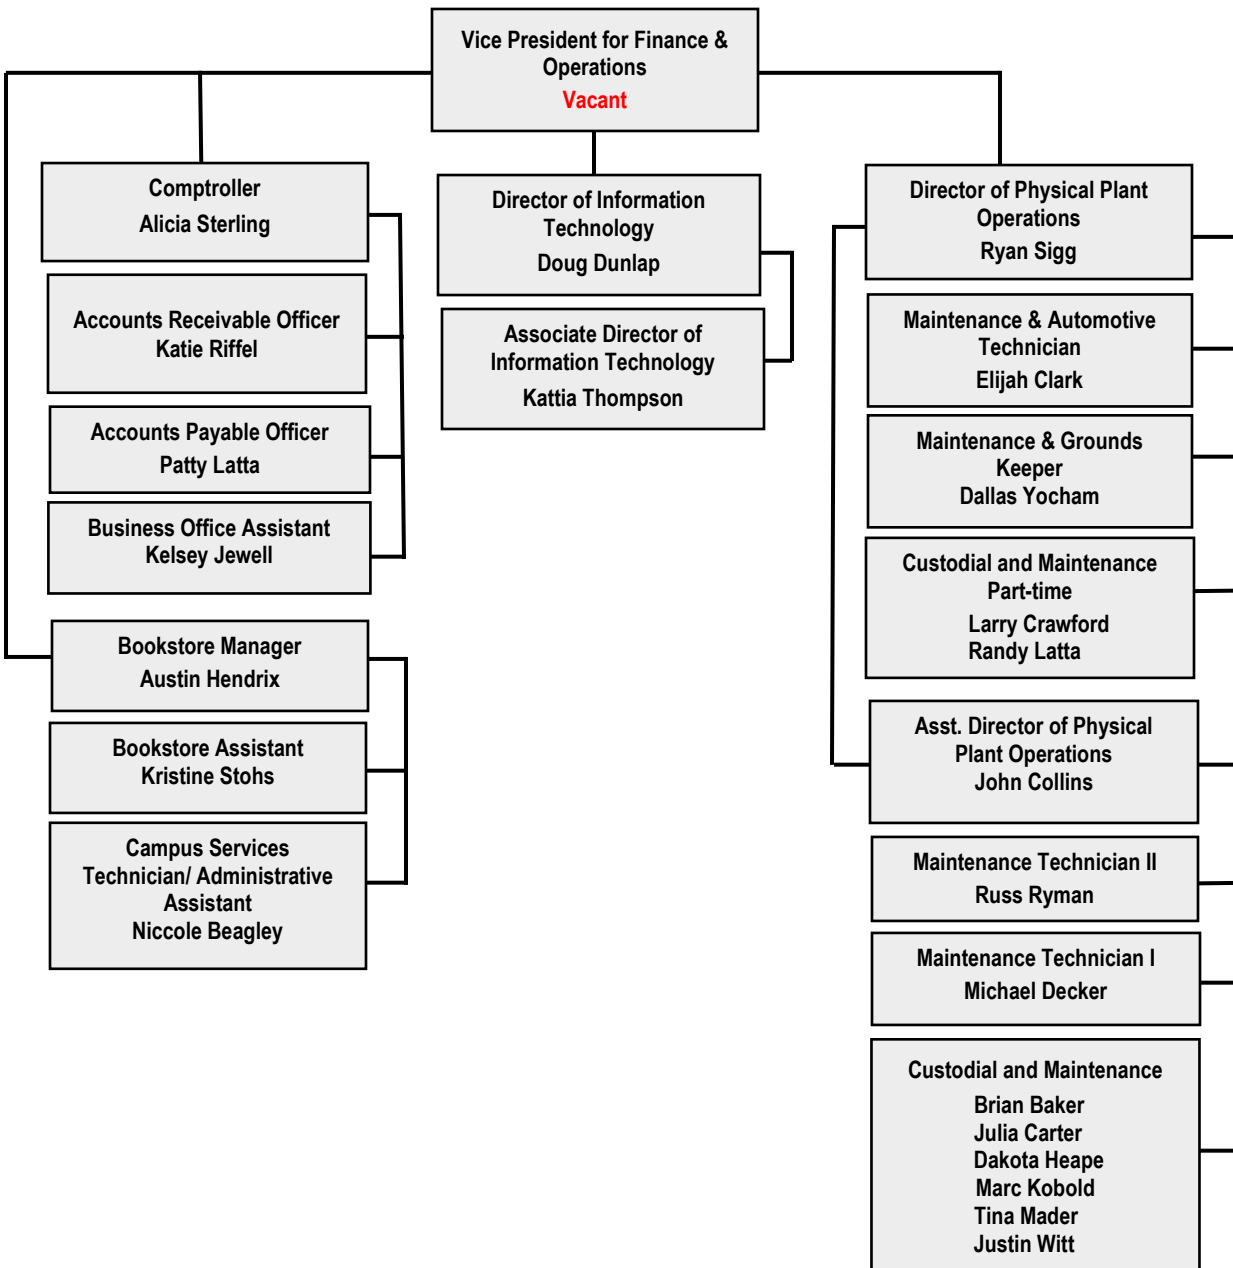 Vice President for Finance &
Operations
Vacant
Comptroller
Alicia Sterling
Accounts Receivable Officer
Katie Riffel
Accounts Payable Officer
Patty Latta
Business Office Assistant
Kelsey Jewell
Bookstore Manager
Austin Hendrix
Bookstore Assistant
Kristine Stohs
Campus Services
Technician/ Administrative
Assistant
Niccole Beagley
Director of Information
Technology
Doug Dunlap
Associate Director of
Information Technology
Kattia Thompson
Director of Physical Plant
Operations
Ryan Sigg
Maintenance & Automotive
Technician
Elijah Clark
Maintenance & Grounds
Keeper
Dallas Yocham
Custodial and Maintenance
Part-time
Larry Crawford
Randy Latta
Asst. Director of Physical
Plant Operations
John Collins
Maintenance Technician II
Russ Ryman
Maintenance Technician I
Michael Decker
Custodial and Maintenance
Brian Baker
Julia Carter
Dakota Heape
Marc Kobold
Tina Mader
Justin Witt